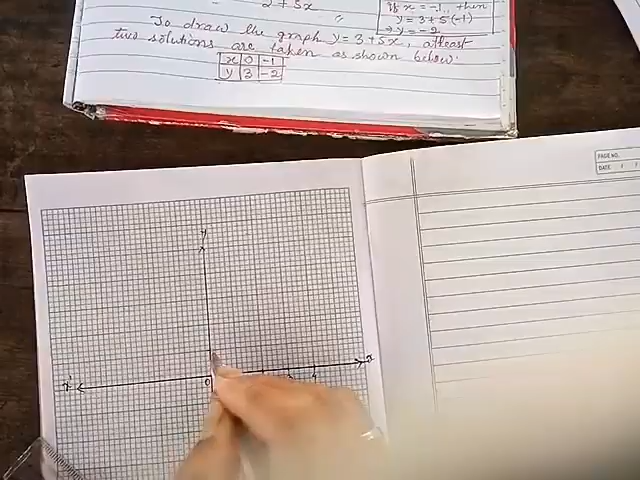 2+5x
if x = -1, then
y = 3+5(-1)
⇒ y = -2
To draw the graph y = 3+5x, atleast
two solutions are taken as shown below.
x 0 -1
y 3 -2
PAGE NO.
DATE / /
y
x' 0 4 x